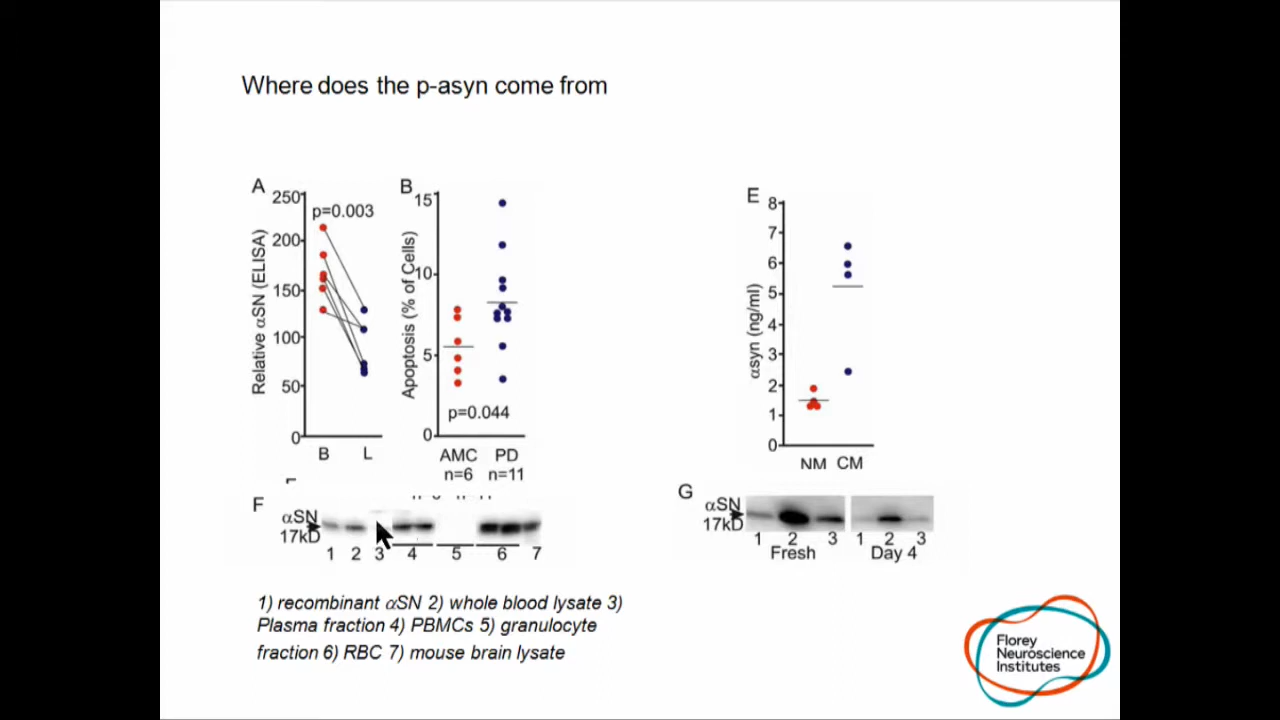 Where does the p-asyn come from
A
250
200
150
100
50
0
Relative αSN (ELISA)
p=0.003
B
L
B
15
10
5
0
Apoptosis (% of Cells)
p=0.044
AMC
PD
n=6
n=11
E
8
7
6
5
4
3
2
1
0
αsyn (ng/ml)
NM
CM
F
αSN
17kD
1 2 3 4 5 6 7
G
αSN
17kD
1 2 3
Fresh
1 2 3
Day 4
1) recombinant αSN 2) whole blood lysate 3)
Plasma fraction 4) PBMCs 5) granulocyte
fraction 6) RBC 7) mouse brain lysate
Florey
Neuroscience
Institutes